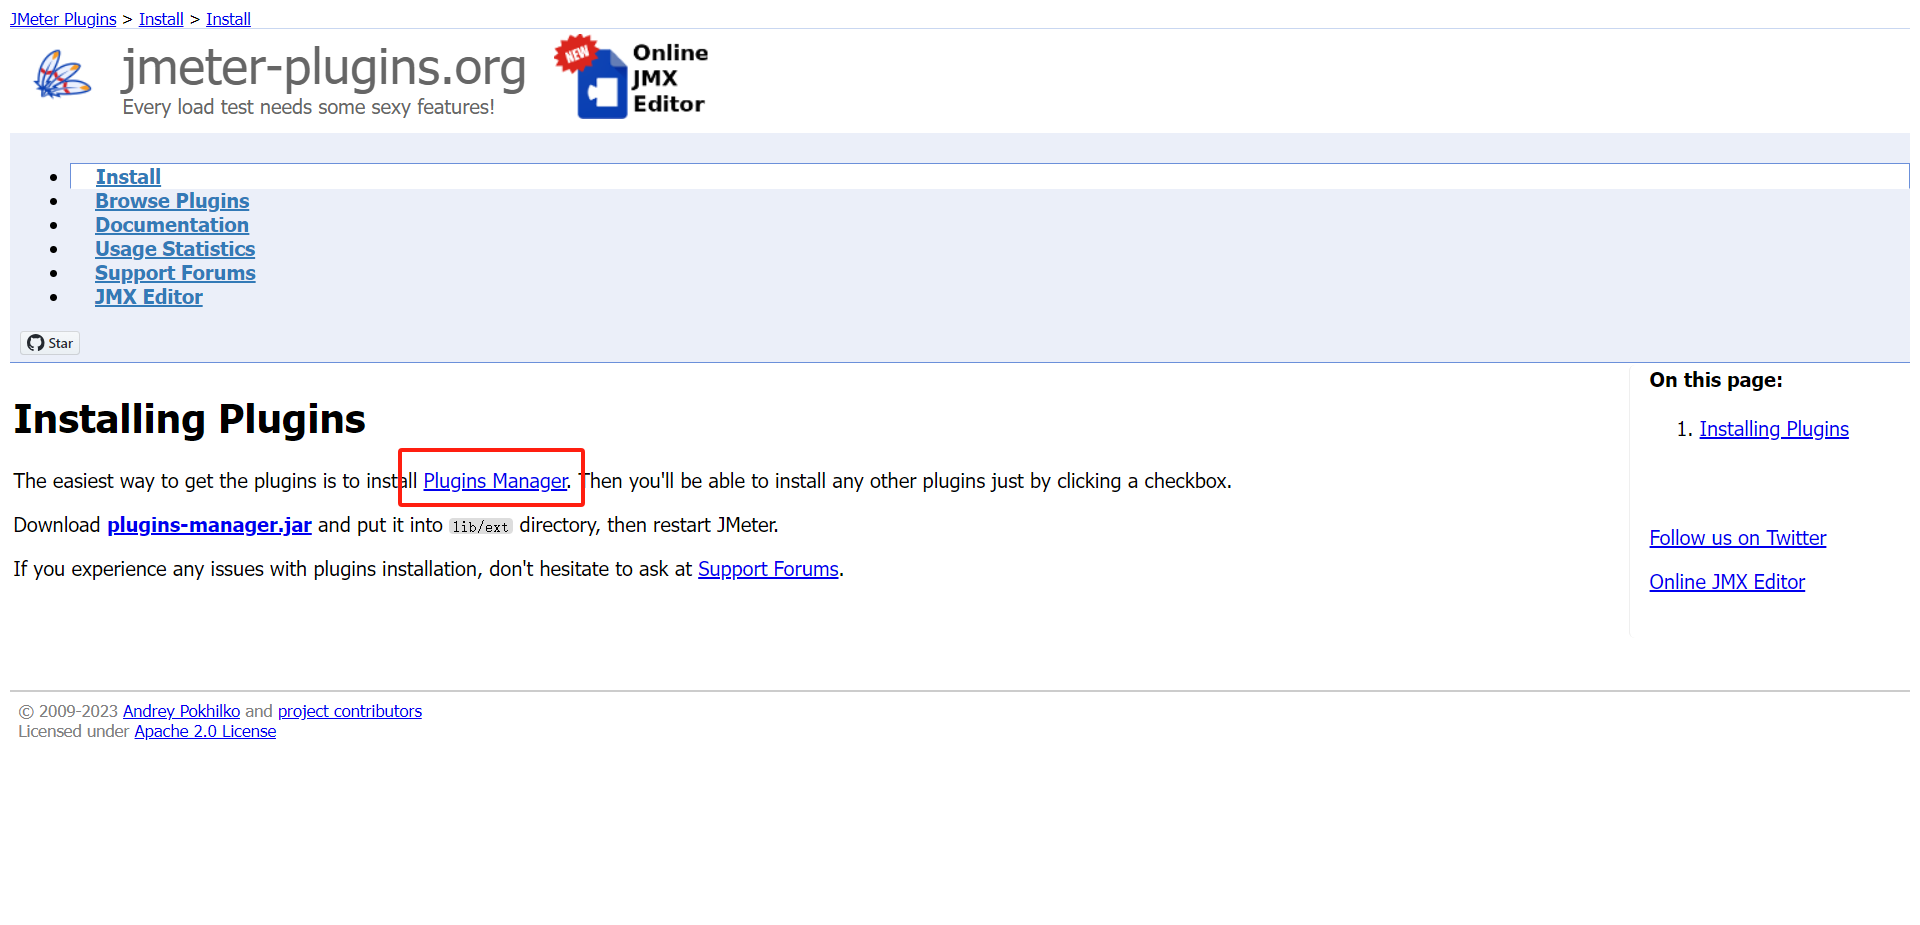 JMeter Plugins > Install > Install
jmeter-plugins.org
Every load test needs some sexy features!
NEW
Online
JMX
Editor
Install
Browse Plugins
Documentation
Usage Statistics
Support Forums
JMX Editor
Star
Installing Plugins
The easiest way to get the plugins is to install Plugins Manager. Then you'll be able to install any other plugins just by clicking a checkbox.
Download plugins-manager.jar and put it into lib/ext directory, then restart JMeter.
If you experience any issues with plugins installation, don't hesitate to ask at Support Forums.
On this page:
1. Installing Plugins
Follow us on Twitter
Online JMX Editor
© 2009-2023 Andrey Pokhilko and project contributors
Licensed under Apache 2.0 License